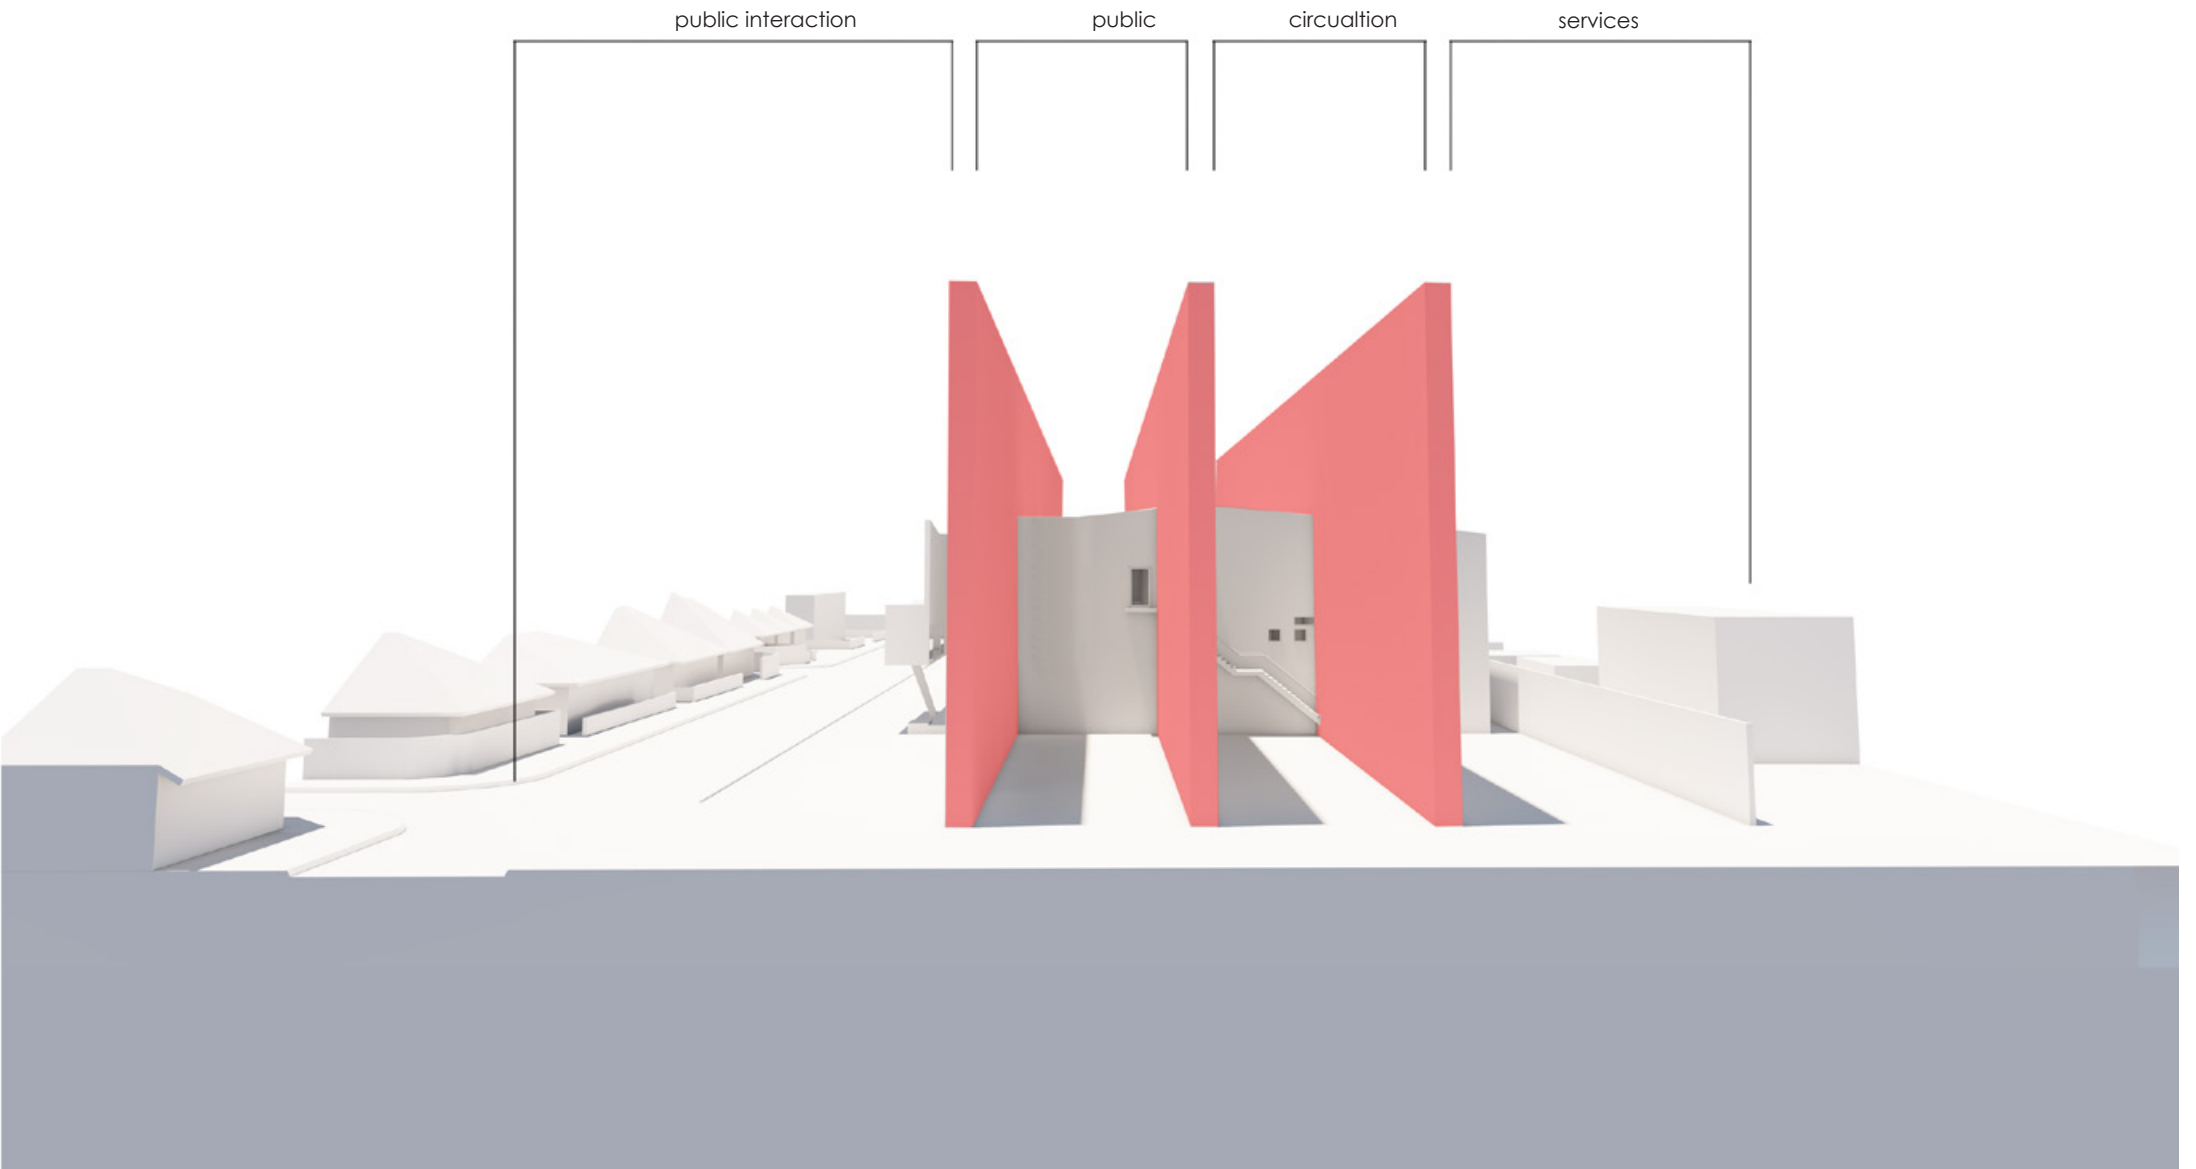 public interaction
public
circualtion
services